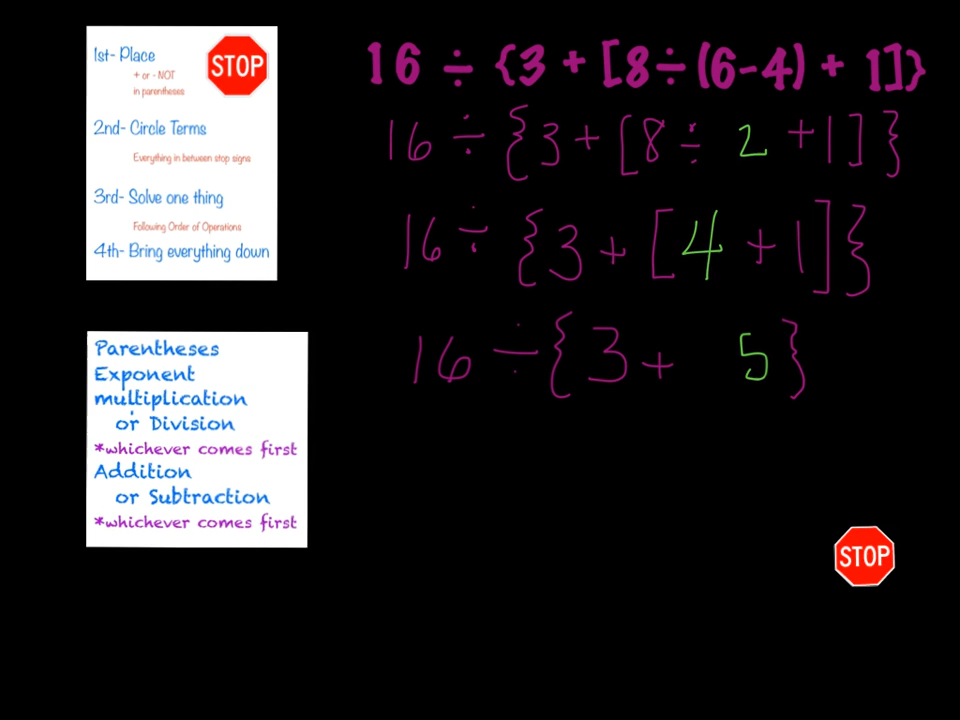 1st- Place
STOP
+ or - NOT
in parentheses
2nd- Circle Terms
Everything in between stop signs
3rd- Solve one thing
Following Order of Operations
4th- Bring everything down
Parentheses
Exponent
multiplication
or Division
*whichever comes first
Addition
or Subtraction
*whichever comes first
16 ÷ {3 + [8÷(6-4) + 1]}
16 ÷ {3 + [8 ÷ 2 + 1]}
16 ÷ {3 + [4 + 1]}
16 ÷ {3 + 5}
STOP